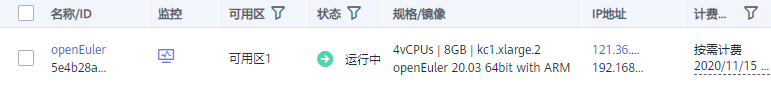 名称/ID 监控 可用区 状态 规格/镜像 IP地址 计费...
openEuler
5e4b28a...
可用区1
运行中
4vCPUs | 8GB | kc1.xlarge.2
openEuler 20.03 64bit with ARM
121.36....
192.168...
按需计费
2020/11/15 ...